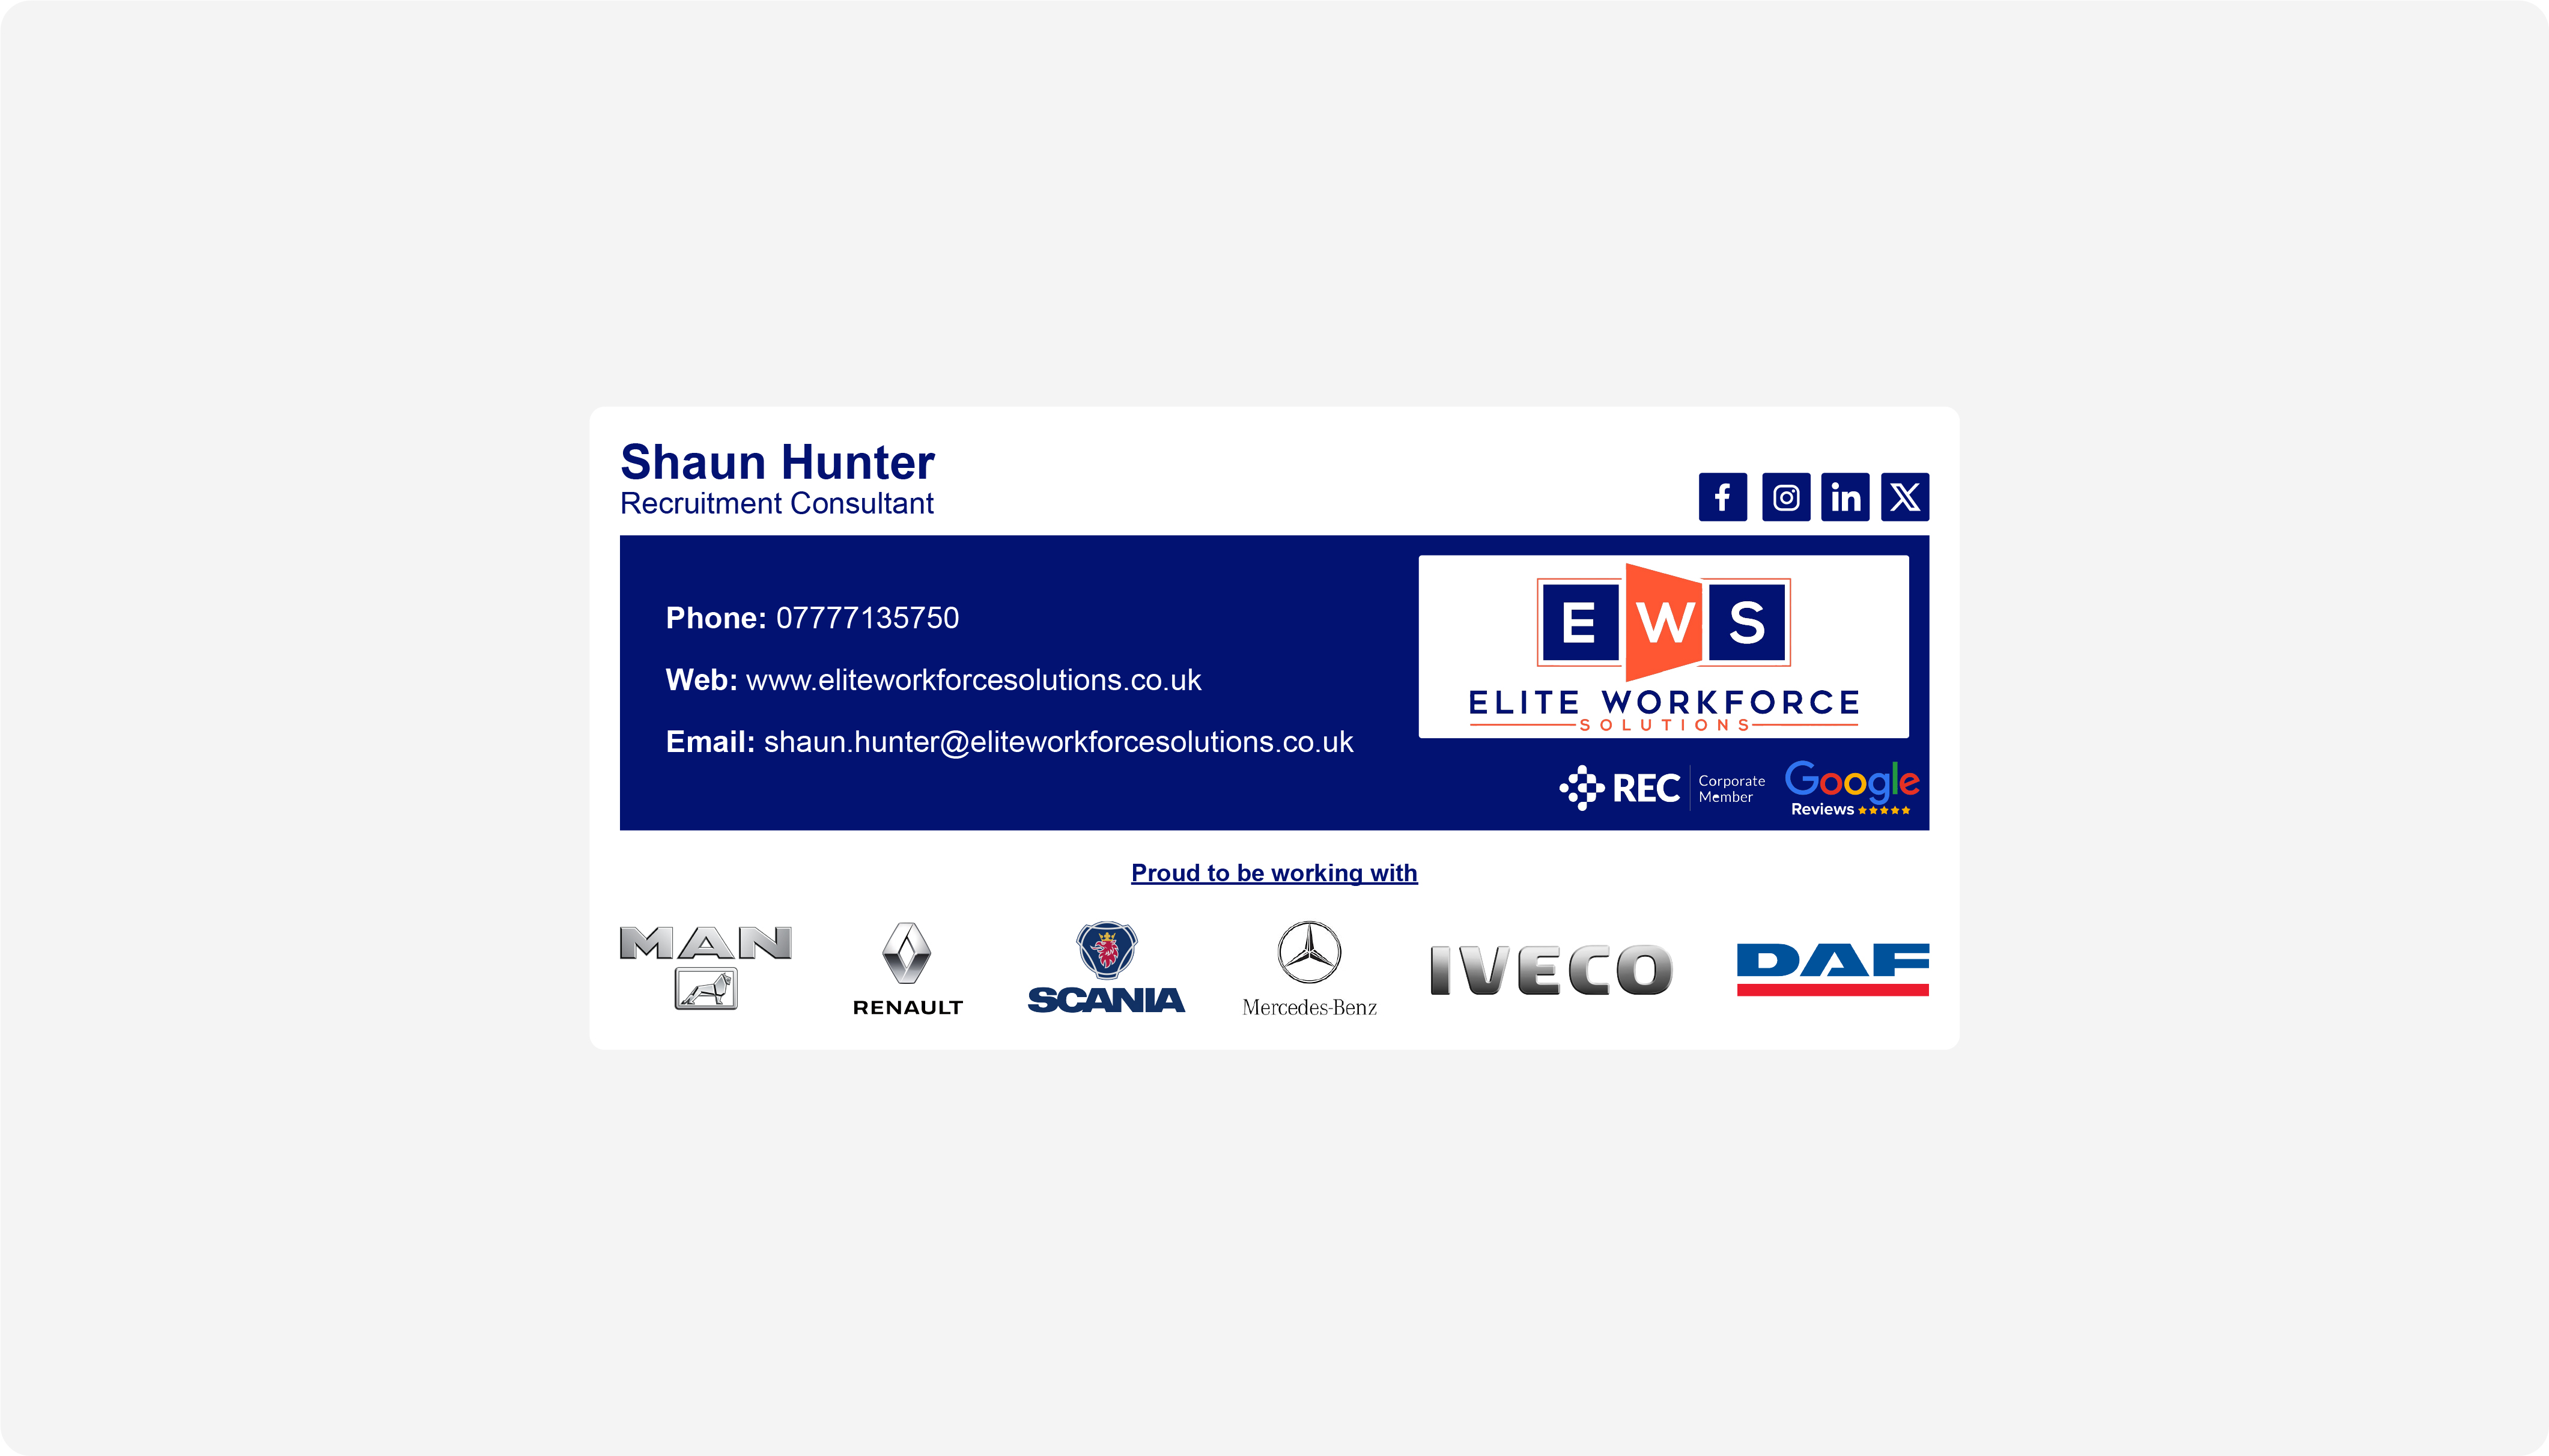 Shaun Hunter
Recruitment Consultant
f in X
Phone: 07777135750
Web: www.eliteworkforcesolutions.co.uk
Email: shaun.hunter@eliteworkforcesolutions.co.uk
E W S
ELITE WORKFORCE
SOLUTIONS
REC Corporate
Member
Google
Reviews
Proud to be working with
MAN
RENAULT
SCANIA
Mercedes-Benz
IVECO
DAF